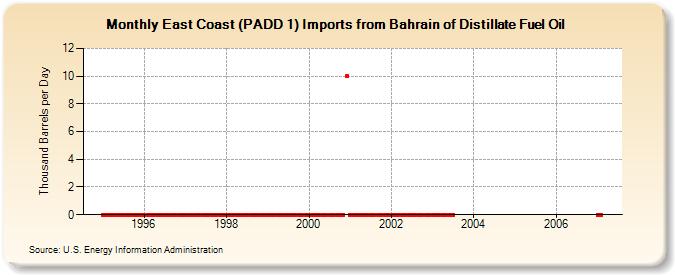 Monthly East Coast (PADD 1) Imports from Bahrain of Distillate Fuel Oil
Thousand Barrels per Day
12
10
8
6
4
2
0
1996 1998 2000 2002 2004 2006
Source: U.S. Energy Information Administration